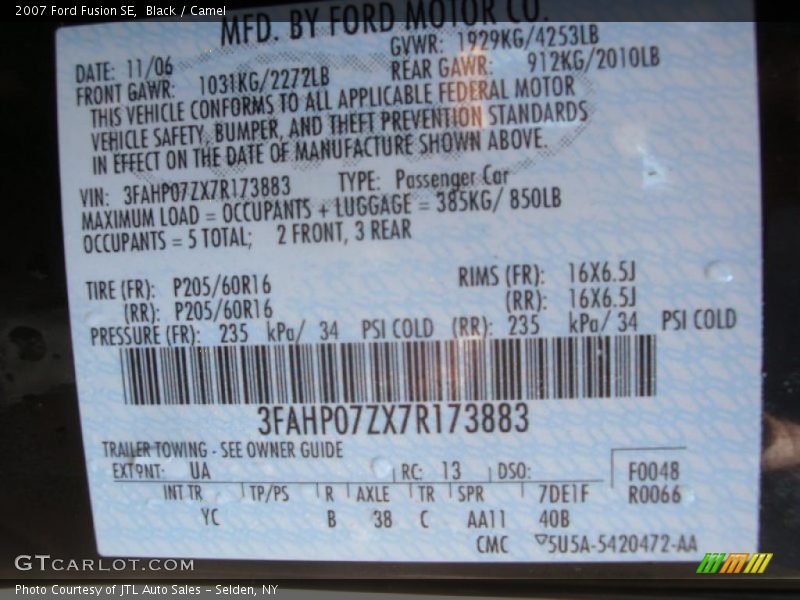 2007 Ford Fusion SE, Black / Camel
MFD. BY FORD MOTOR CO.
DATE: 11/06 GVWR: 1929KG/4253LB
FRONT GAWR: 1031KG/2272LB REAR GAWR: 912KG/2010LB
THIS VEHICLE CONFORMS TO ALL APPLICABLE FEDERAL MOTOR
VEHICLE SAFETY, BUMPER, AND THEFT PREVENTION STANDARDS
IN EFFECT ON THE DATE OF MANUFACTURE SHOWN ABOVE.
VIN: 3FAHP07ZX7R173883 TYPE: Passenger Car
MAXIMUM LOAD = OCCUPANTS + LUGGAGE = 385KG/ 850LB
OCCUPANTS = 5 TOTAL; 2 FRONT, 3 REAR
TIRE (FR): P205/60R16 RIMS (FR): 16X6.5J
(RR): P205/60R16 (RR): 16X6.5J
PRESSURE (FR): 235 kPa/ 34 PSI COLD (RR): 235 kPa/ 34 PSI COLD
3FAHP07ZX7R173883
TRAILER TOWING - SEE OWNER GUIDE
EXT PNT: UA RC: 13 DSO: F0048
INT TR TP/PS R AXLE TR SPR 7DE1F R0066
YC B 38 C AA11 40B
CMC 5U5A-5420472-AA
GTCARLOT.COM
Photo Courtesy of JTL Auto Sales - Selden, NY